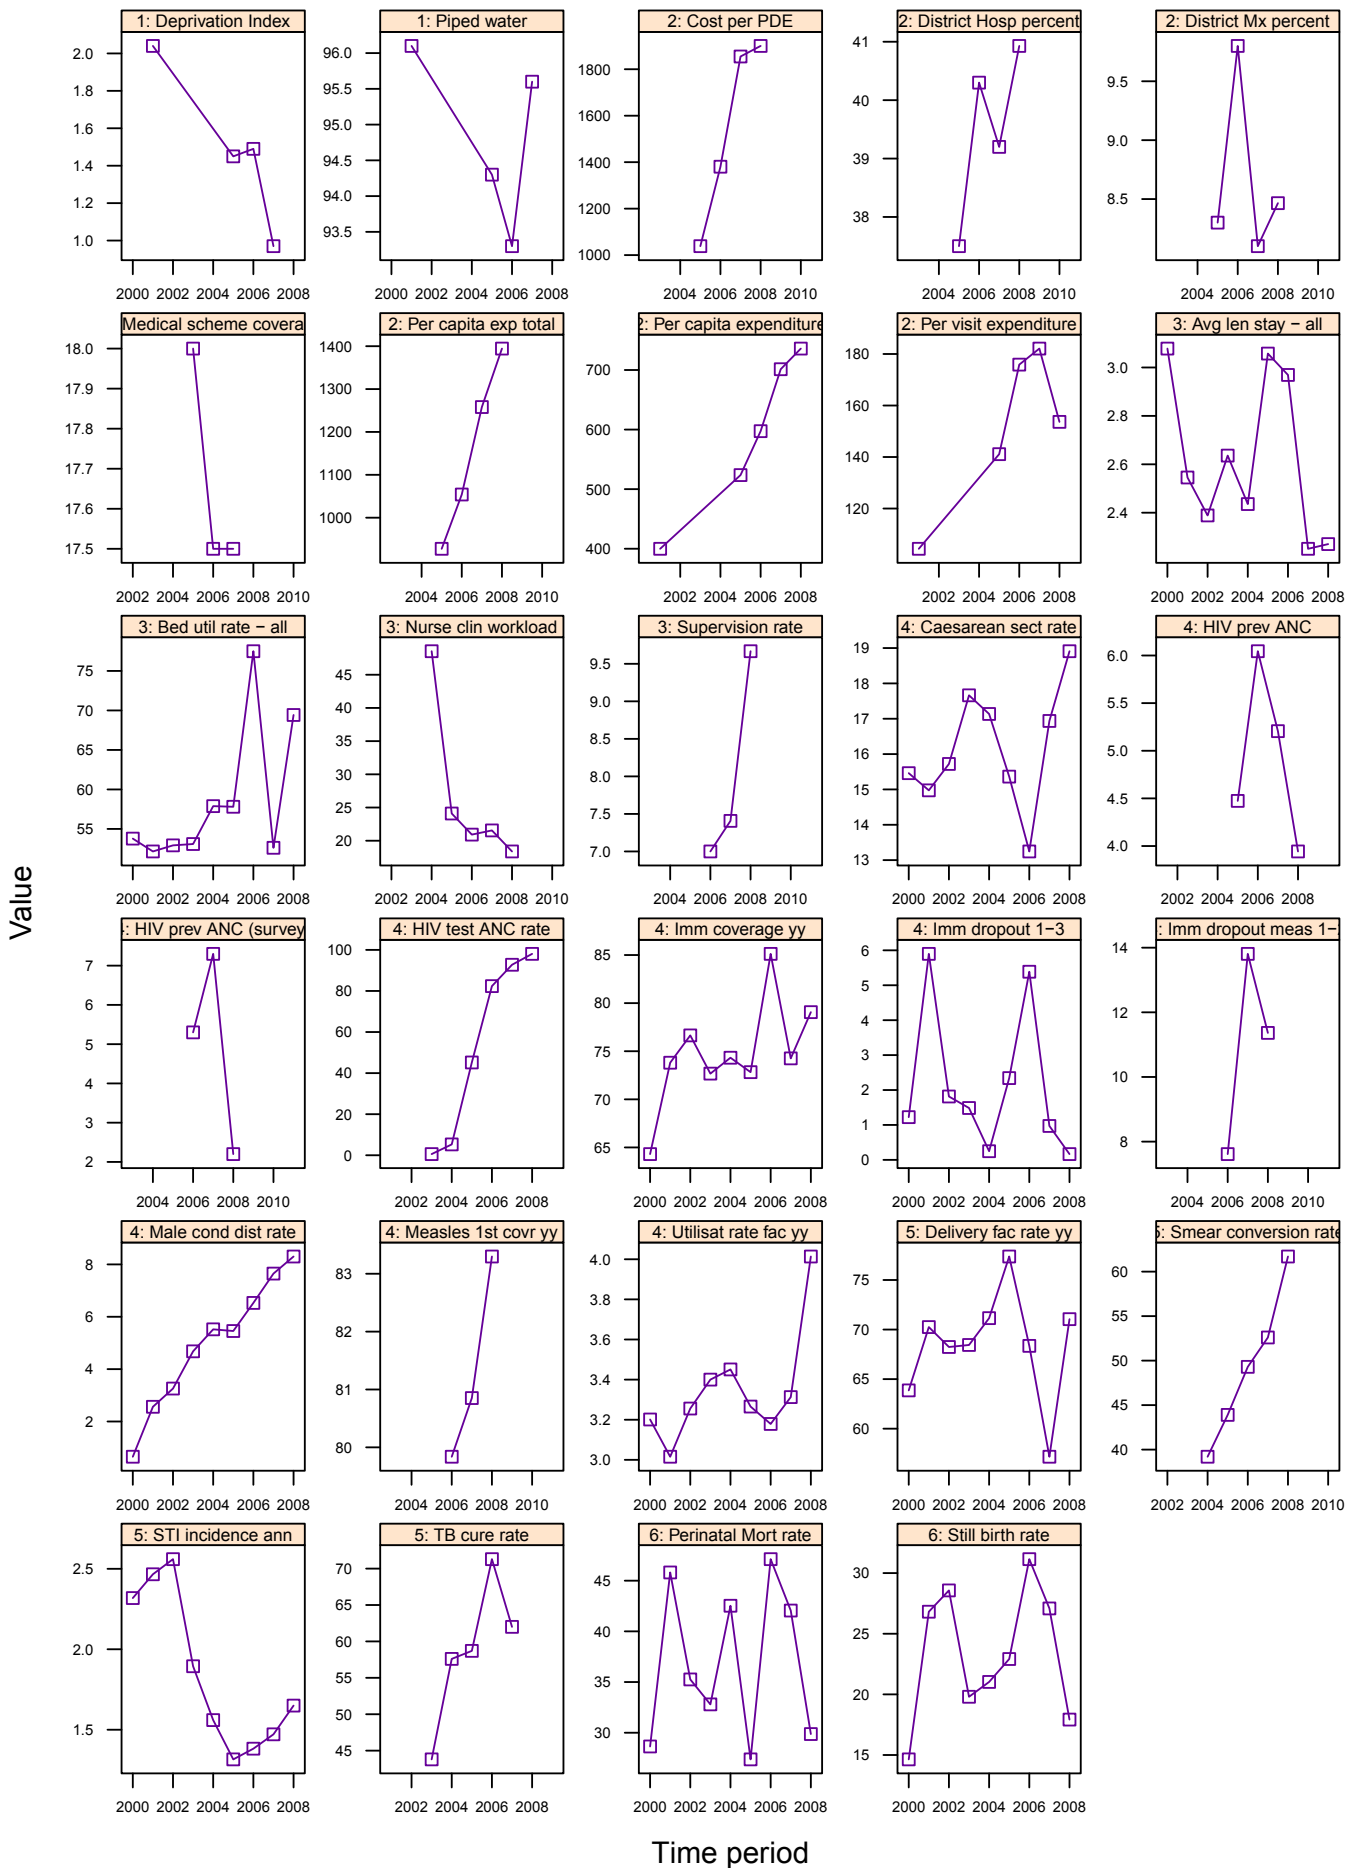 1: Deprivation Index
1: Piped water
2: Cost per PDE
2: District Hosp percent
2: District Mx percent
2.0
1.8
1.6
1.4
1.2
1.0
96.0
95.5
95.0
94.5
94.0
93.5
1800
1600
1400
1200
1000
41
40
39
38
9.5
9.0
8.5
2000 2002 2004 2006 2008
2000 2002 2004 2006 2008
2004 2006 2008 2010
2004 2006 2008 2010
2004 2006 2008 2010
Medical scheme covera
2: Per capita exp total
2: Per capita expenditure
2: Per visit expenditure
3: Avg len stay − all
18.0
17.9
17.8
17.7
17.6
17.5
1400
1300
1200
1100
1000
700
600
500
400
180
160
140
120
3.0
2.8
2.6
2.4
2002 2004 2006 2008 2010
2004 2006 2008 2010
2002 2004 2006 2008
2002 2004 2006 2008
2000 2002 2004 2006 2008
3: Bed util rate − all
3: Nurse clin workload
3: Supervision rate
4: Caesarean sect rate
4: HIV prev ANC
75
70
65
60
55
45
40
35
30
25
20
9.5
9.0
8.5
8.0
7.5
7.0
19
18
17
16
15
14
13
6.0
5.5
5.0
4.5
4.0
2000 2002 2004 2006 2008
2002 2004 2006 2008 2010
2004 2006 2008 2010
2000 2002 2004 2006 2008
2002 2004 2006 2008
Value
: HIV prev ANC (survey
4: HIV test ANC rate
4: Imm coverage yy
4: Imm dropout 1−3
: Imm dropout meas 1−
7
6
5
4
3
2
100
80
60
40
20
0
85
80
75
70
65
6
5
4
3
2
1
0
14
12
10
8
2004 2006 2008 2010
2002 2004 2006 2008
2000 2002 2004 2006 2008
2000 2002 2004 2006 2008
2004 2006 2008 2010
4: Male cond dist rate
4: Measles 1st covr yy
4: Utilisat rate fac yy
5: Delivery fac rate yy
5: Smear conversion rate
8
6
4
2
83
82
81
80
4.0
3.8
3.6
3.4
3.2
3.0
75
70
65
60
60
55
50
45
40
2000 2002 2004 2006 2008
2004 2006 2008 2010
2000 2002 2004 2006 2008
2000 2002 2004 2006 2008
2002 2004 2006 2008 2010
5: STI incidence ann
5: TB cure rate
6: Perinatal Mort rate
6: Still birth rate
2.5
2.0
1.5
70
65
60
55
50
45
45
40
35
30
30
25
20
15
2000 2002 2004 2006 2008
2002 2004 2006 2008
2000 2002 2004 2006 2008
2000 2002 2004 2006 2008
Time period